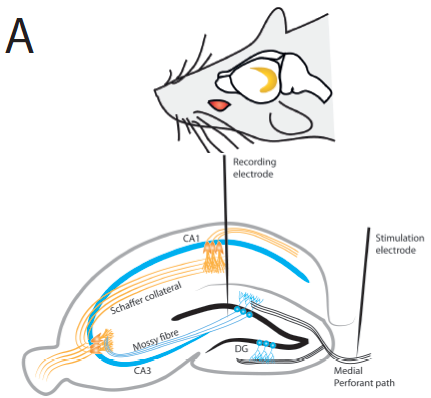 A
Recording
electrode
Stimulation
electrode
CA1
Schaffer collateral
Mossy fibre
DG
CA3
Medial
Perforant path